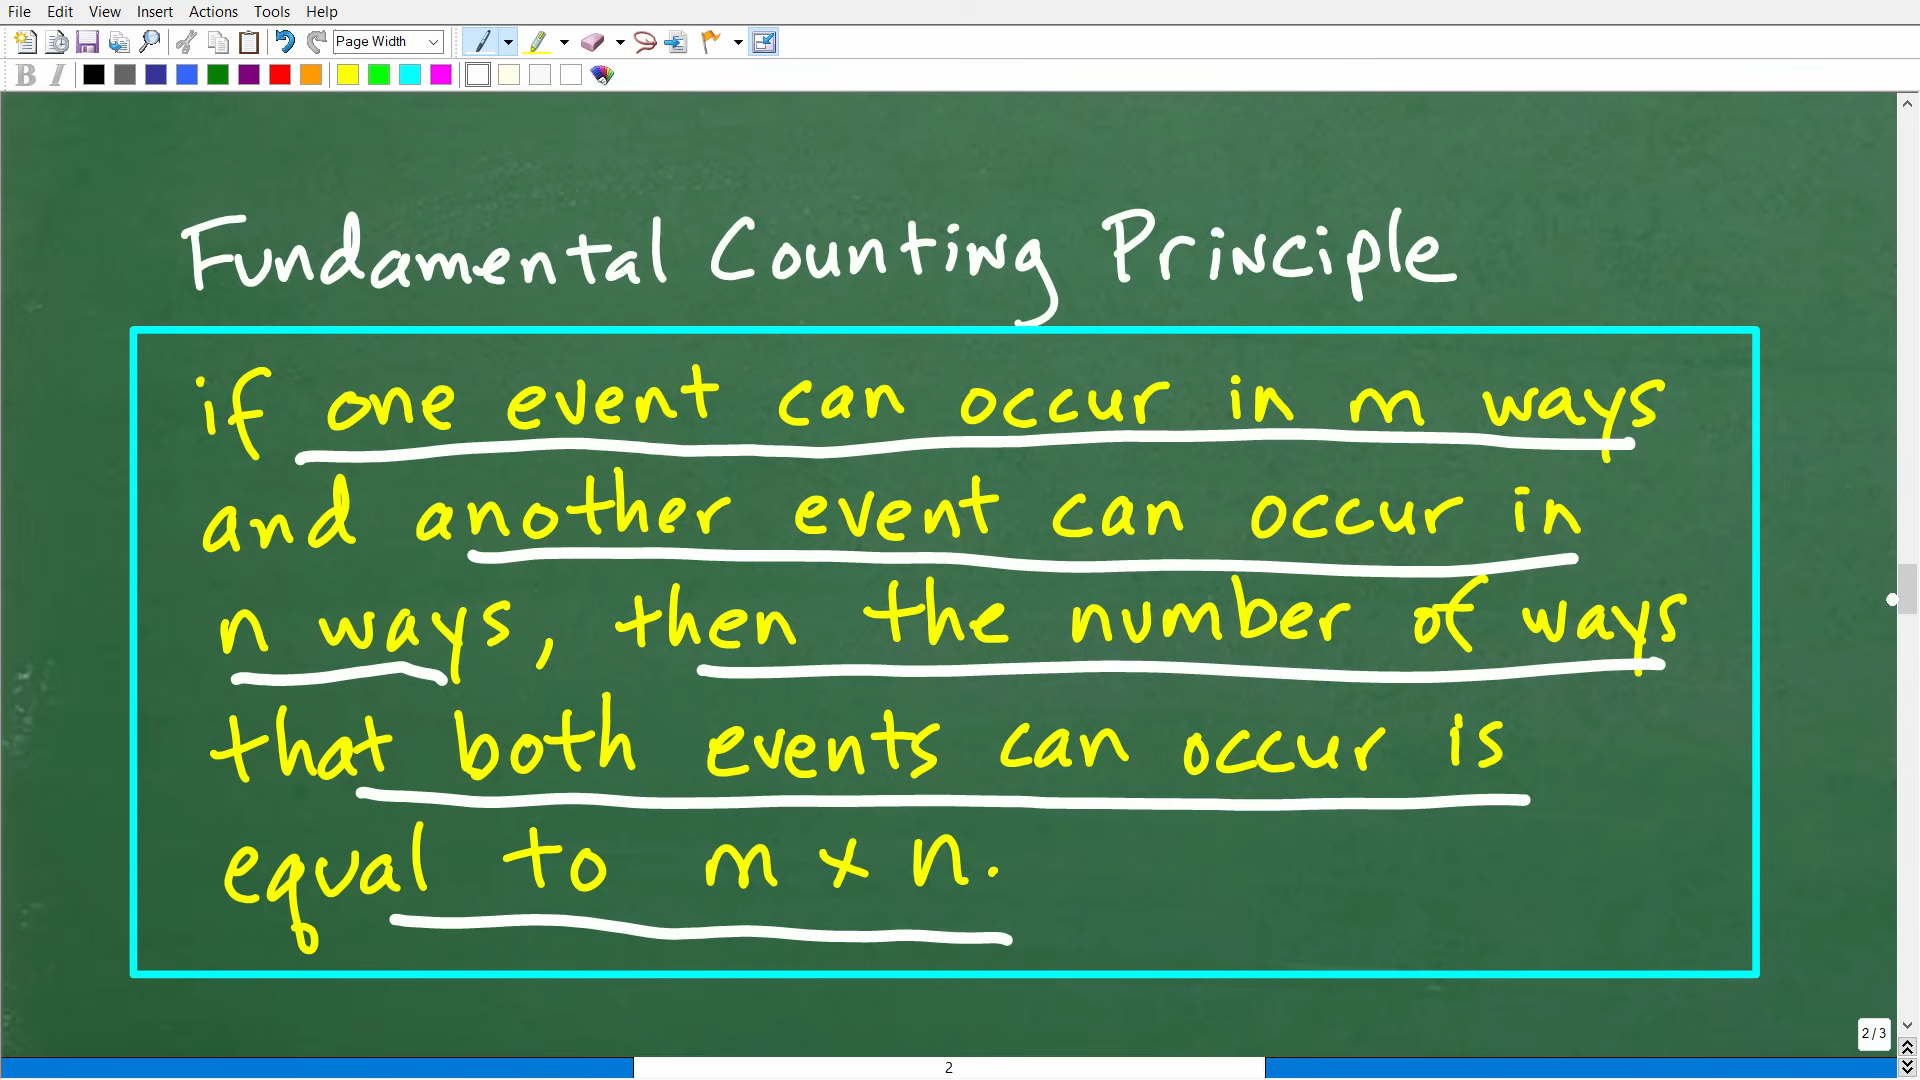 File Edit View Insert Actions Tools Help
Page Width
B I
Fundamental Counting Principle
if one event can occur in m ways
and another event can occur in
n ways, then the number of ways
that both events can occur is
equal to m x n.
2 / 3
2